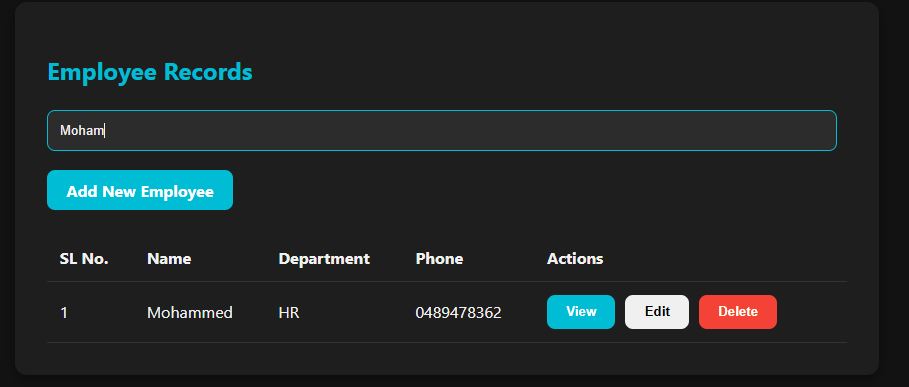 Employee Records
Moham
Add New Employee
SL No. Name Department Phone Actions
1 Mohammed HR 0489478362 View Edit Delete